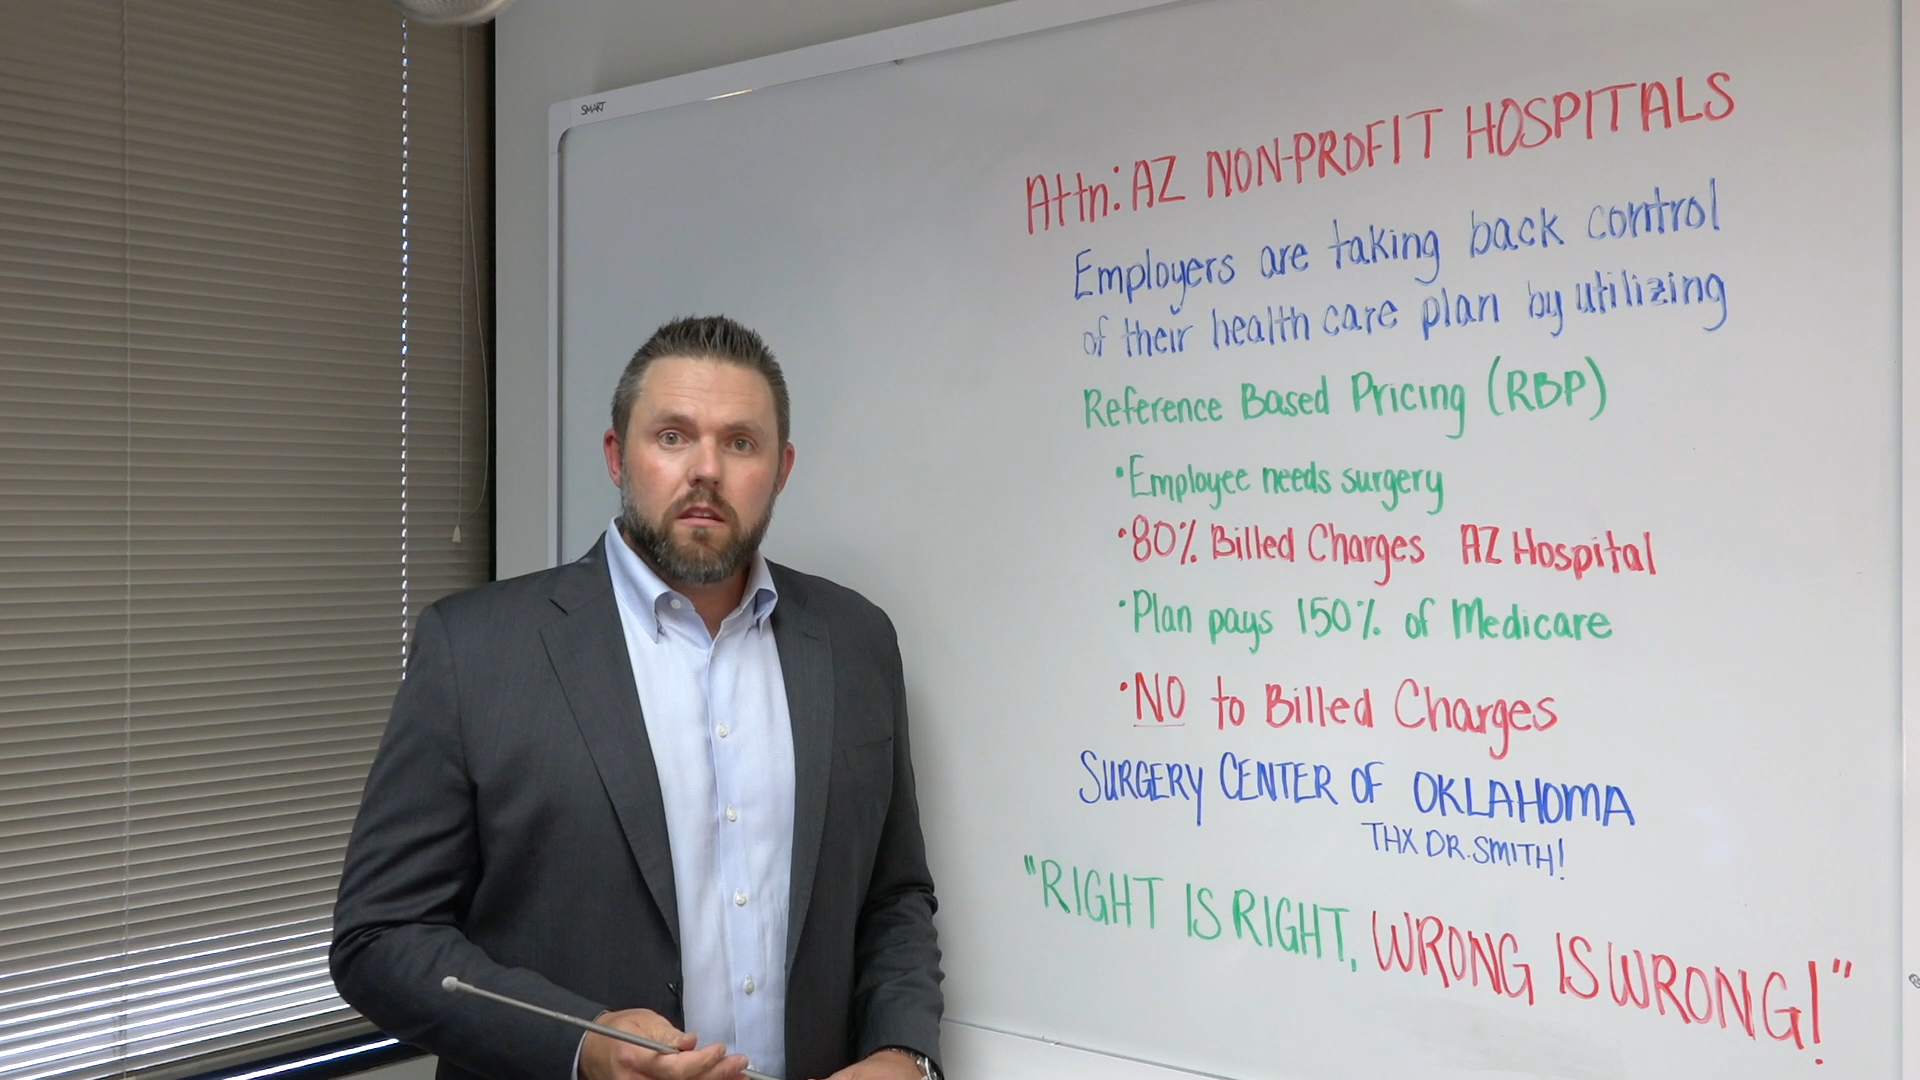 SMART
Attn: AZ NON-PROFIT HOSPITALS
Employers are taking back control
of their health care plan by utilizing
Reference Based Pricing (RBP)
•Employee needs surgery
•80% Billed Charges AZ Hospital
•Plan pays 150% of Medicare
•NO to Billed Charges
SURGERY CENTER OF OKLAHOMA
THX DR. SMITH!
"RIGHT IS RIGHT, WRONG IS WRONG!"